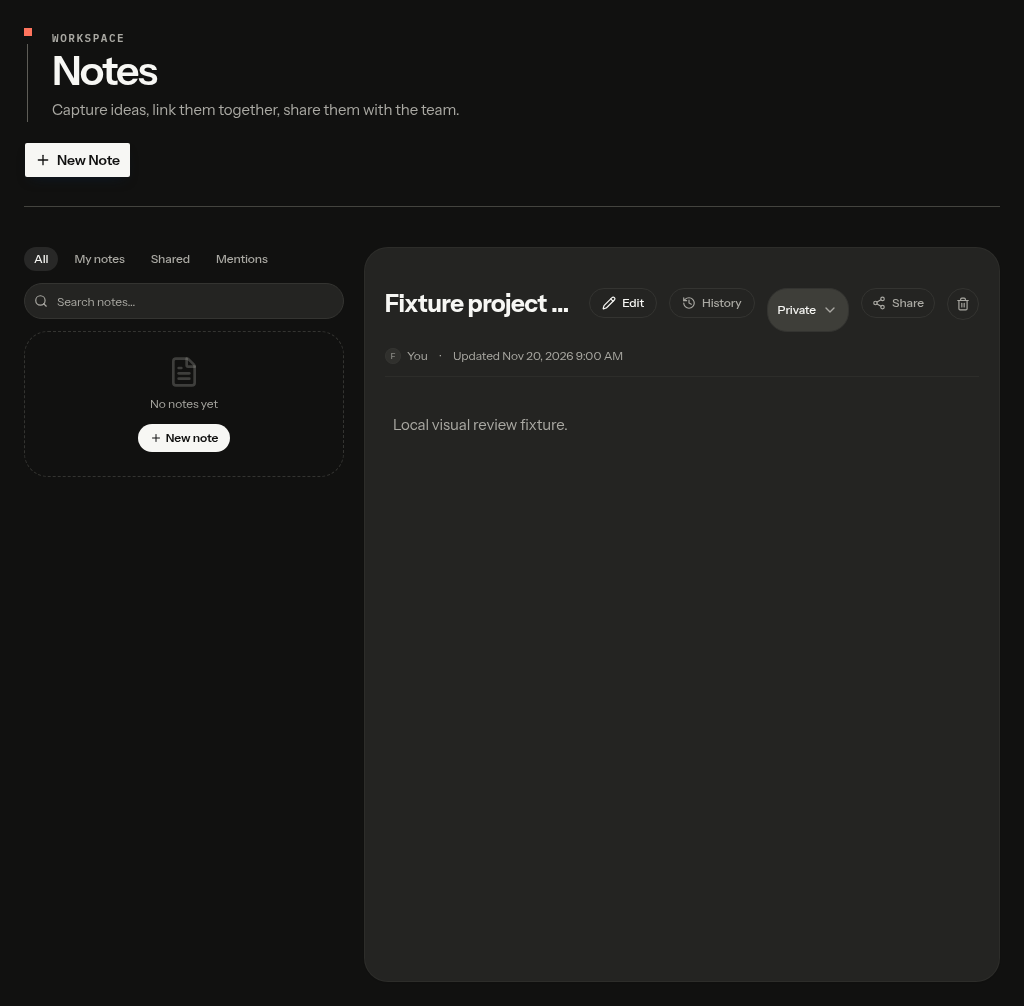 WORKSPACE
Notes
Capture ideas, link them together, share them with the team.
New Note
All My notes Shared Mentions
Search notes...
No notes yet
New note
Fixture project ... Edit History Private Share
F You · Updated Nov 20, 2026 9:00 AM
Local visual review fixture.